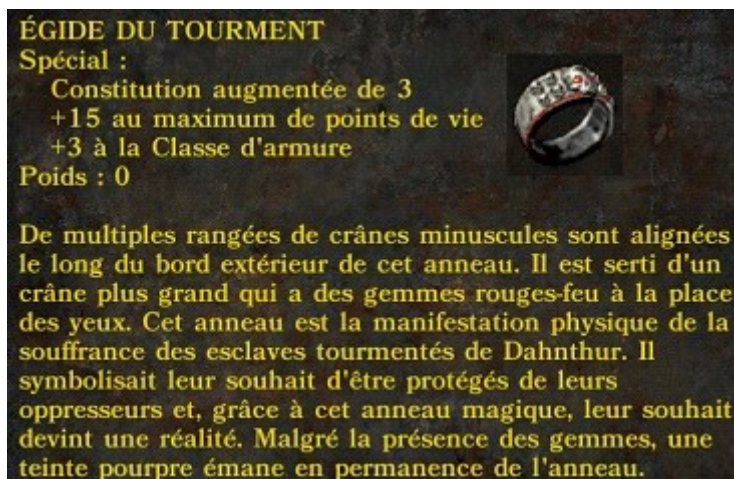 ÉGIDE DU TOURMENT
Spécial :
Constitution augmentée de 3
+15 au maximum de points de vie
+3 à la Classe d'armure
Poids : 0
De multiples rangées de crânes minuscules sont alignées
le long du bord extérieur de cet anneau. Il est serti d'un
crâne plus grand qui a des gemmes rouges-feu à la place
des yeux. Cet anneau est la manifestation physique de la
souffrance des esclaves tourmentés de Dahnthur. Il
symbolisait leur souhait d'être protégés de leurs
oppresseurs et, grâce à cet anneau magique, leur souhait
devint une réalité. Malgré la présence des gemmes, une
teinte pourpre émane en permanence de l'anneau.